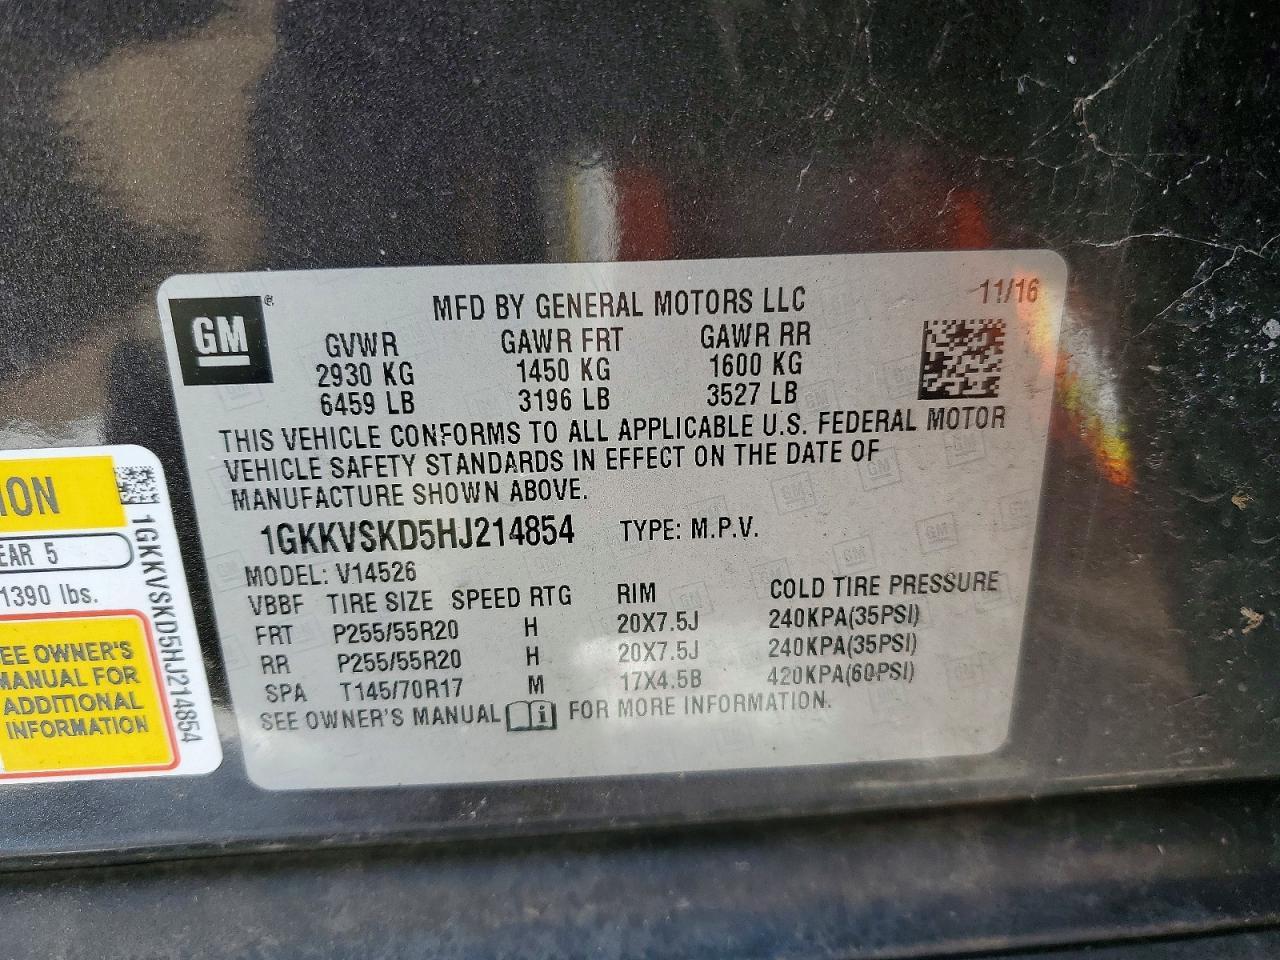 GM
®
MFD BY GENERAL MOTORS LLC
11/16
GVWR GAWR FRT GAWR RR
2930 KG 1450 KG 1600 KG
6459 LB 3196 LB 3527 LB
THIS VEHICLE CONFORMS TO ALL APPLICABLE U.S. FEDERAL MOTOR
VEHICLE SAFETY STANDARDS IN EFFECT ON THE DATE OF
MANUFACTURE SHOWN ABOVE.
1GKKVSKD5HJ214854 TYPE: M.P.V.
MODEL: V14526
VBBF TIRE SIZE SPEED RTG RIM COLD TIRE PRESSURE
FRT P255/55R20 H 20X7.5J 240KPA(35PSI)
RR P255/55R20 H 20X7.5J 240KPA(35PSI)
SPA T145/70R17 M 17X4.5B 420KPA(60PSI)
SEE OWNER'S MANUAL i FOR MORE INFORMATION.
ION
EAR 5
1390 lbs.
EE OWNER'S
MANUAL FOR
ADDITIONAL
INFORMATION
1GKKVSKD5HJ214854